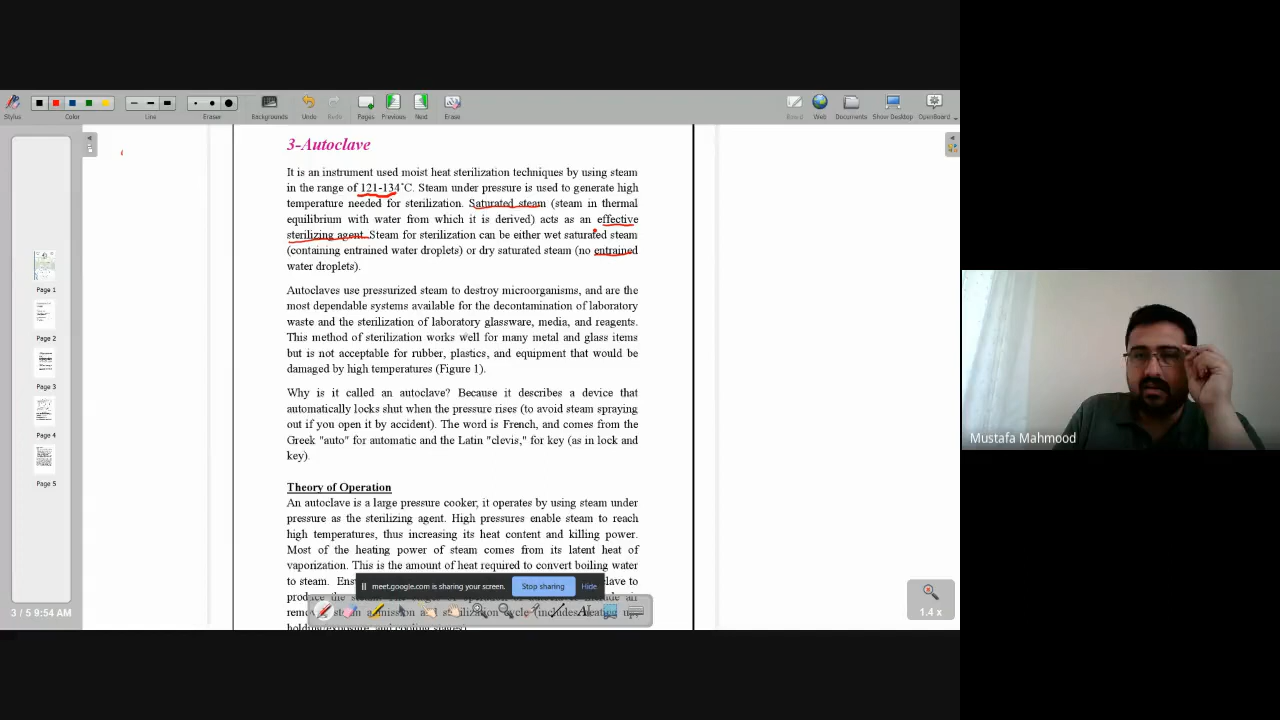 Stylus
Color
Line
Eraser
Backgrounds
Undo
Redo
Pages
Previous
Next
Erase
Board
Web
Documents
Show Desktop
OpenBoard
3-Autoclave
It is an instrument used moist heat sterilization techniques by using steam
in the range of 121-134˚C. Steam under pressure is used to generate high
temperature needed for sterilization. Saturated steam (steam in thermal
equilibrium with water from which it is derived) acts as an effective
sterilizing agent. Steam for sterilization can be either wet saturated steam
(containing entrained water droplets) or dry saturated steam (no entrained
water droplets).
Autoclaves use pressurized steam to destroy microorganisms, and are the
most dependable systems available for the decontamination of laboratory
waste and the sterilization of laboratory glassware, media, and reagents.
This method of sterilization works well for many metal and glass items
but is not acceptable for rubber, plastics, and equipment that would be
damaged by high temperatures (Figure 1).
Why is it called an autoclave? Because it describes a device that
automatically locks shut when the pressure rises (to avoid steam spraying
out if you open it by accident). The word is French, and comes from the
Greek "auto" for automatic and the Latin "clevis," for key (as in lock and
key).
Theory of Operation
An autoclave is a large pressure cooker, it operates by using steam under
pressure as the sterilizing agent. High pressures enable steam to reach
high temperatures, thus increasing its heat content and killing power.
Most of the heating power of steam comes from its latent heat of
vaporization. This is the amount of heat required to convert boiling water
to steam.
meet.google.com is sharing your screen.
Stop sharing
Hide
Page 1
Page 2
Page 3
Page 4
Page 5
3 / 5 9:54 AM
1.4 x
Mustafa Mahmood